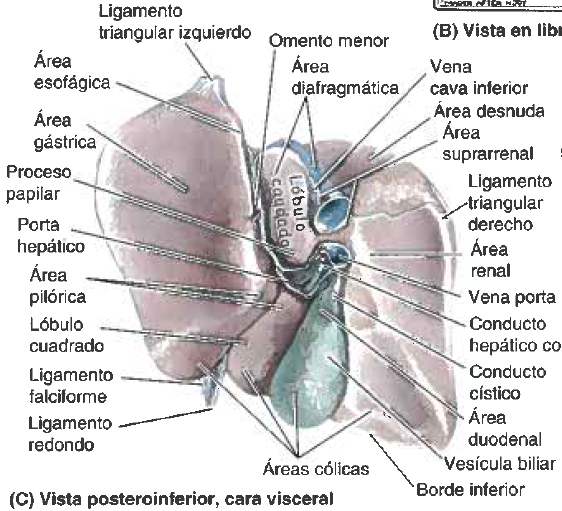 Ligamento
triangular izquierdo
(B) Vista en libr
Omento menor
Área
esofágica
Área
diafragmática
Vena
cava inferior
Área desnuda
Área
gástrica
Área
suprarrenal
Proceso
papilar
Lóbulo
caudado
Ligamento
triangular
derecho
Porta
hepático
Área
renal
Área
pilórica
Vena porta
Lóbulo
cuadrado
Conducto
hepático co
Ligamento
falciforme
Conducto
cístico
Ligamento
redondo
Área
duodenal
Áreas cólicas
Vesícula biliar
Borde inferior
(C) Vista posteroinferior, cara visceral